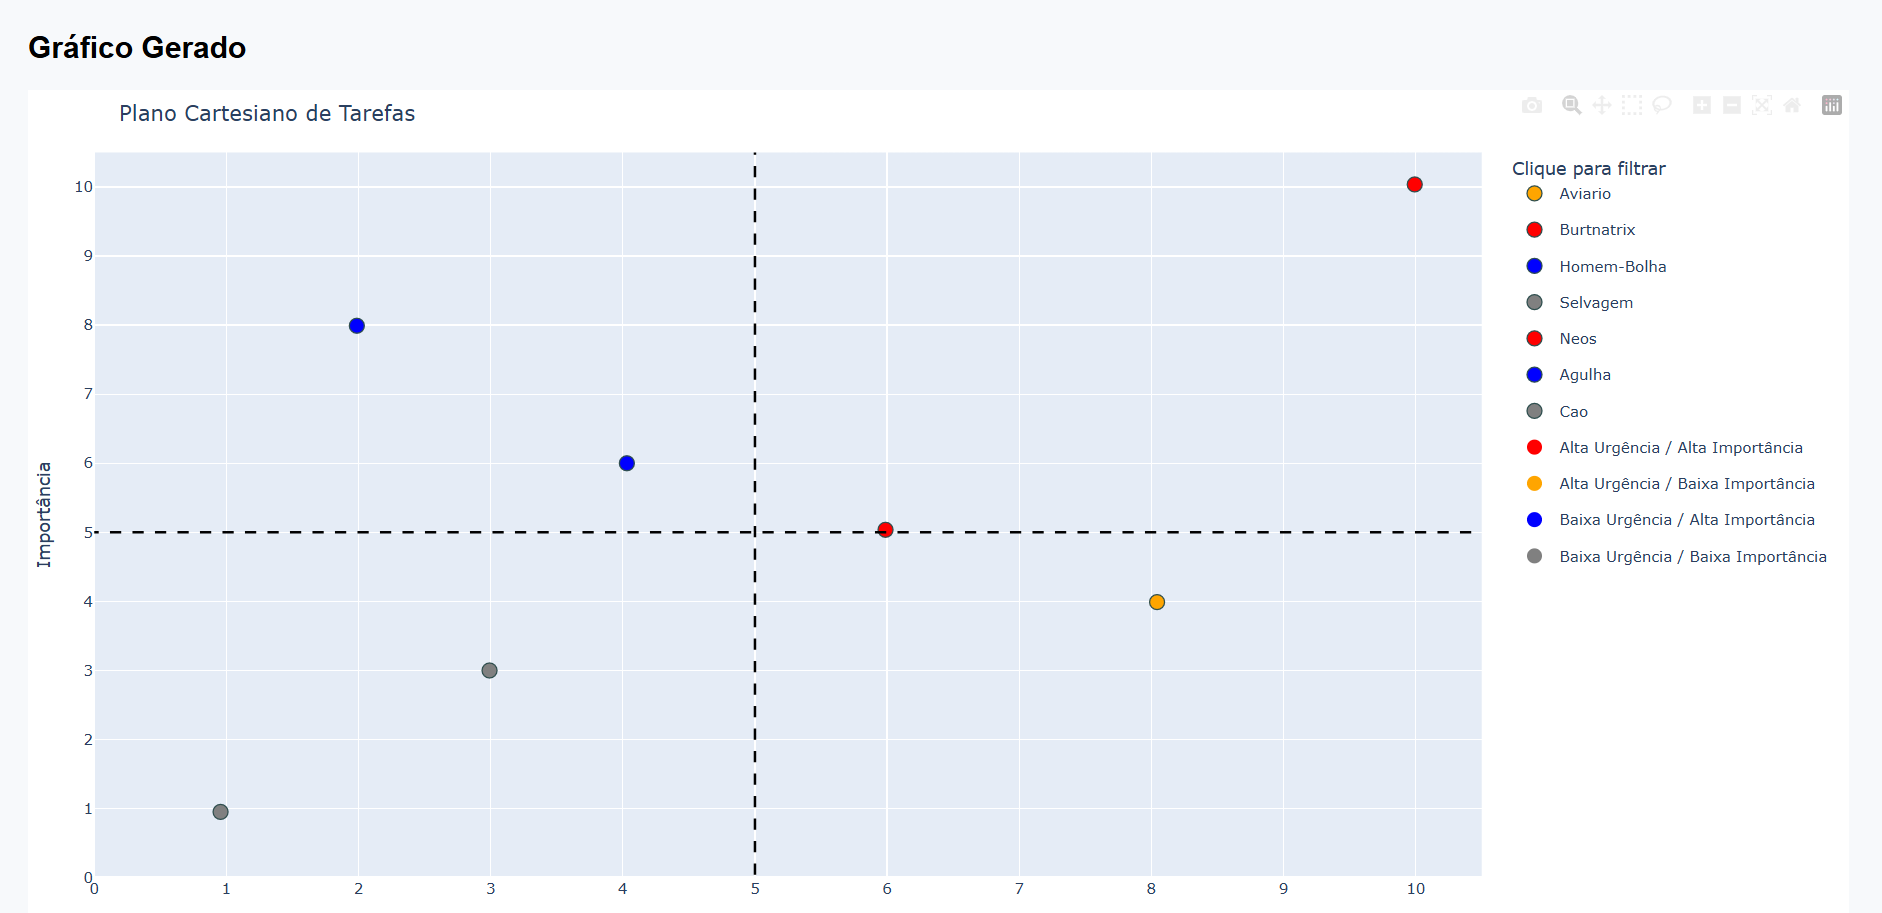 Gráfico Gerado
Plano Cartesiano de Tarefas
Clique para filtrar
Aviario
Burtnatrix
Homem-Bolha
Selvagem
Neos
Agulha
Cao
Alta Urgência / Alta Importância
Alta Urgência / Baixa Importância
Baixa Urgência / Alta Importância
Baixa Urgência / Baixa Importância
Importância
10
9
8
7
6
5
4
3
2
1
0
0 1 2 3 4 5 6 7 8 9 10